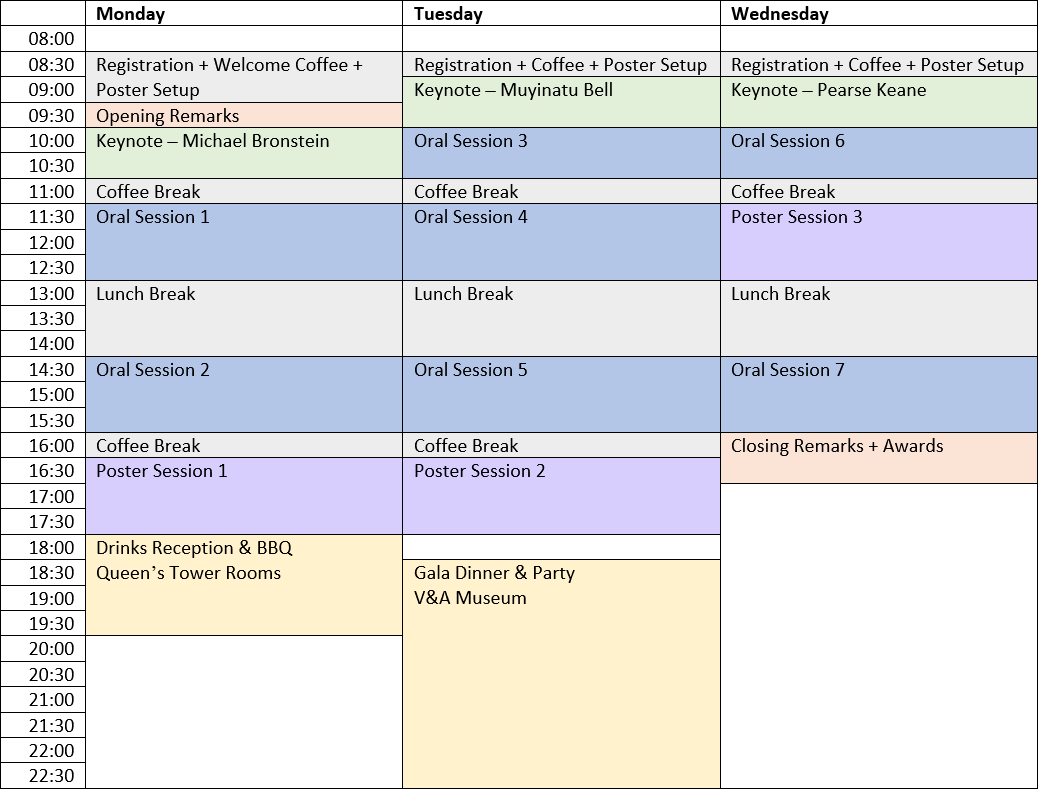 Monday Tuesday Wednesday
08:00
08:30 Registration + Welcome Coffee + Registration + Coffee + Poster Setup Registration + Coffee + Poster Setup
09:00 Poster Setup Keynote – Muyinatu Bell Keynote – Pearse Keane
09:30 Opening Remarks
10:00 Keynote – Michael Bronstein Oral Session 3 Oral Session 6
10:30
11:00 Coffee Break Coffee Break Coffee Break
11:30 Oral Session 1 Oral Session 4 Poster Session 3
12:00
12:30
13:00 Lunch Break Lunch Break Lunch Break
13:30
14:00
14:30 Oral Session 2 Oral Session 5 Oral Session 7
15:00
15:30
16:00 Coffee Break Coffee Break Closing Remarks + Awards
16:30 Poster Session 1 Poster Session 2
17:00
17:30
18:00 Drinks Reception & BBQ
18:30 Queen’s Tower Rooms Gala Dinner & Party
19:00 V&A Museum
19:30
20:00
20:30
21:00
21:30
22:00
22:30